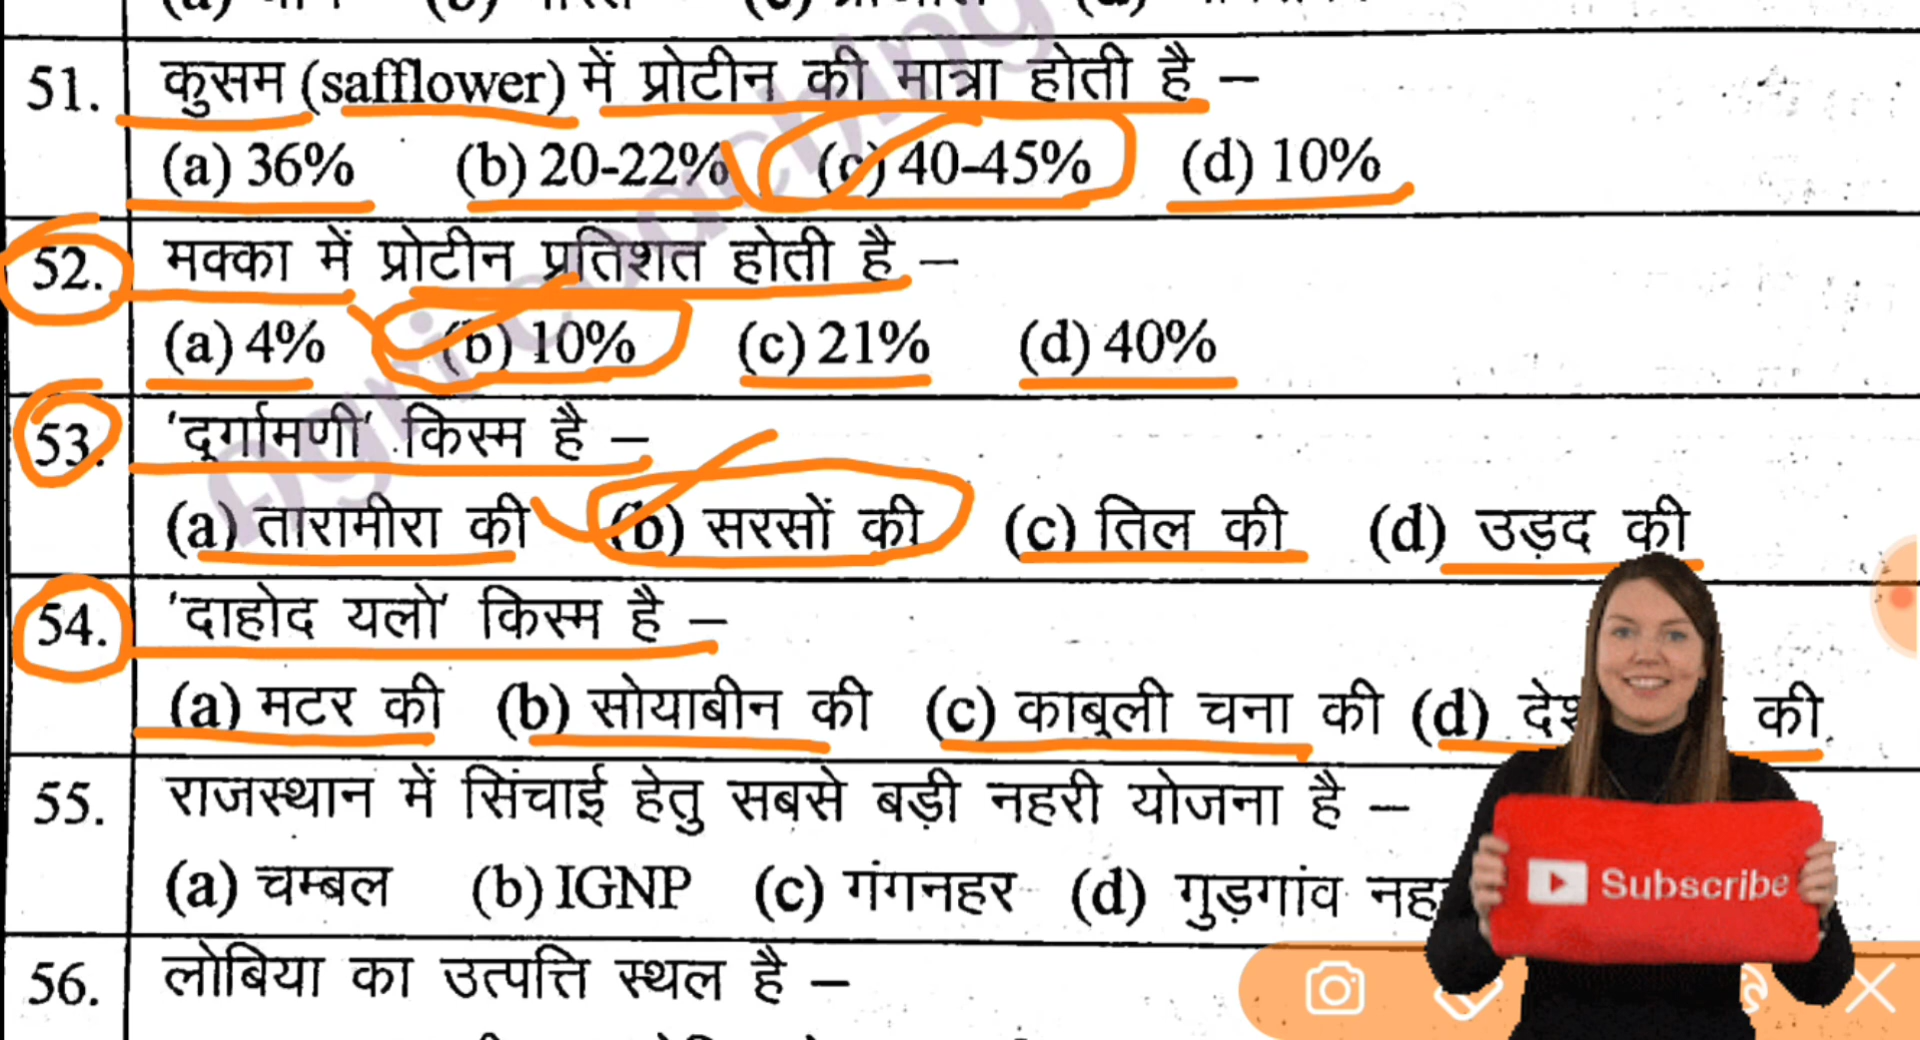 51. कुसम (safflower) में प्रोटीन की मात्रा होती है –
(a) 36% (b) 20-22% (c) 40-45% (d) 10%
52. मक्का में प्रोटीन प्रतिशत होती है –
(a) 4% (b) 10% (c) 21% (d) 40%
53. 'दुर्गामणी' किस्म है –
(a) तारामीरा की (b) सरसों की (c) तिल की (d) उड़द की
54. 'दाहोद यलो' किस्म है –
(a) मटर की (b) सोयाबीन की (c) काबुली चना की (d) की
55. राजस्थान में सिंचाई हेतु सबसे बड़ी नहरी योजना है –
(a) चम्बल (b) IGNP (c) गंगनहर (d) गुड़गांव
Subscribe
56. लोबिया का उत्पत्ति स्थल है –
Agri coaching